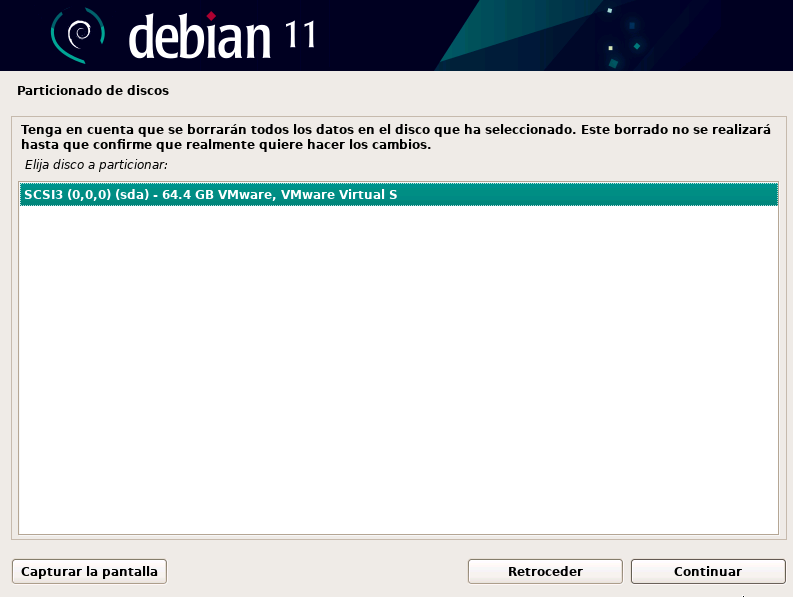 debian 11
Particionado de discos
Tenga en cuenta que se borrarán todos los datos en el disco que ha seleccionado. Este borrado no se realizará
hasta que confirme que realmente quiere hacer los cambios.
Elija disco a particionar:
SCSI3 (0,0,0) (sda) - 64.4 GB VMware, VMware Virtual S
Capturar la pantalla
Retroceder
Continuar